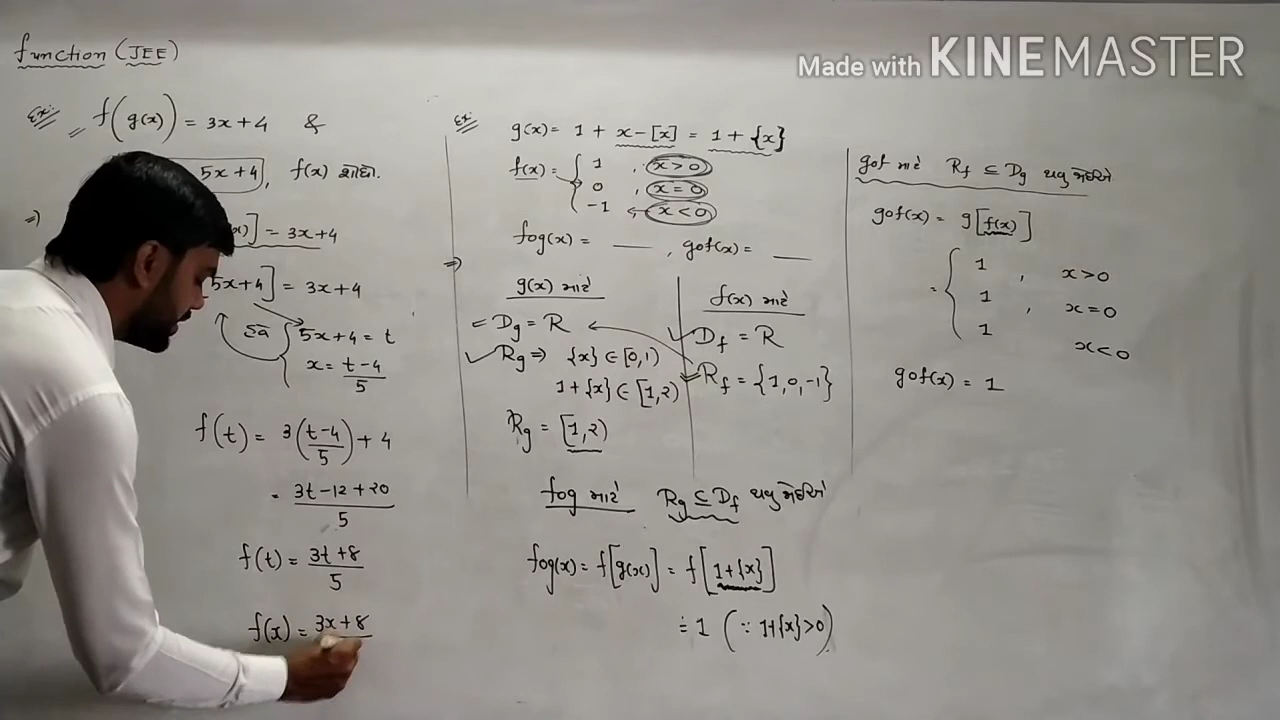 Made with KINEMASTER
function (JEE)
Ex:- f(g(x)) = 3x+4 &
5x+4, f(x) શોધો.
⇒ x)] = 3x+4
5x+4] = 3x+4
હવે 5x+4 = t
x = t-4/5
f(t) = 3(t-4/5) + 4
= 3t-12+20/5
f(t) = 3t+8/5
f(x) = 3x+8
Ex:- g(x) = 1 + x-[x] = 1 + {x}
f(x) = { 1 , x>0
0 , x=0
-1 x<0
fog(x) = ___ , gof(x) = ___
⇒ g(x) માટે
= Dg = R
Rg ⇒ {x} ∈ [0,1)
1+{x} ∈ [1,2)
Rg = [1,2)
f(x) માટે
Df = R
Rf = {1,0,-1}
fog માટે Rg ⊆ Df થવુ જોઈએ
fog(x) = f[g(x)] = f[1+{x}]
= 1 (∵ 1+{x}>0)
gof માટે Rf ⊆ Dg થવુ જોઈએ
gof(x) = g[f(x)]
= { 1 , x>0
1 , x=0
1 x<0
gof(x) = 1